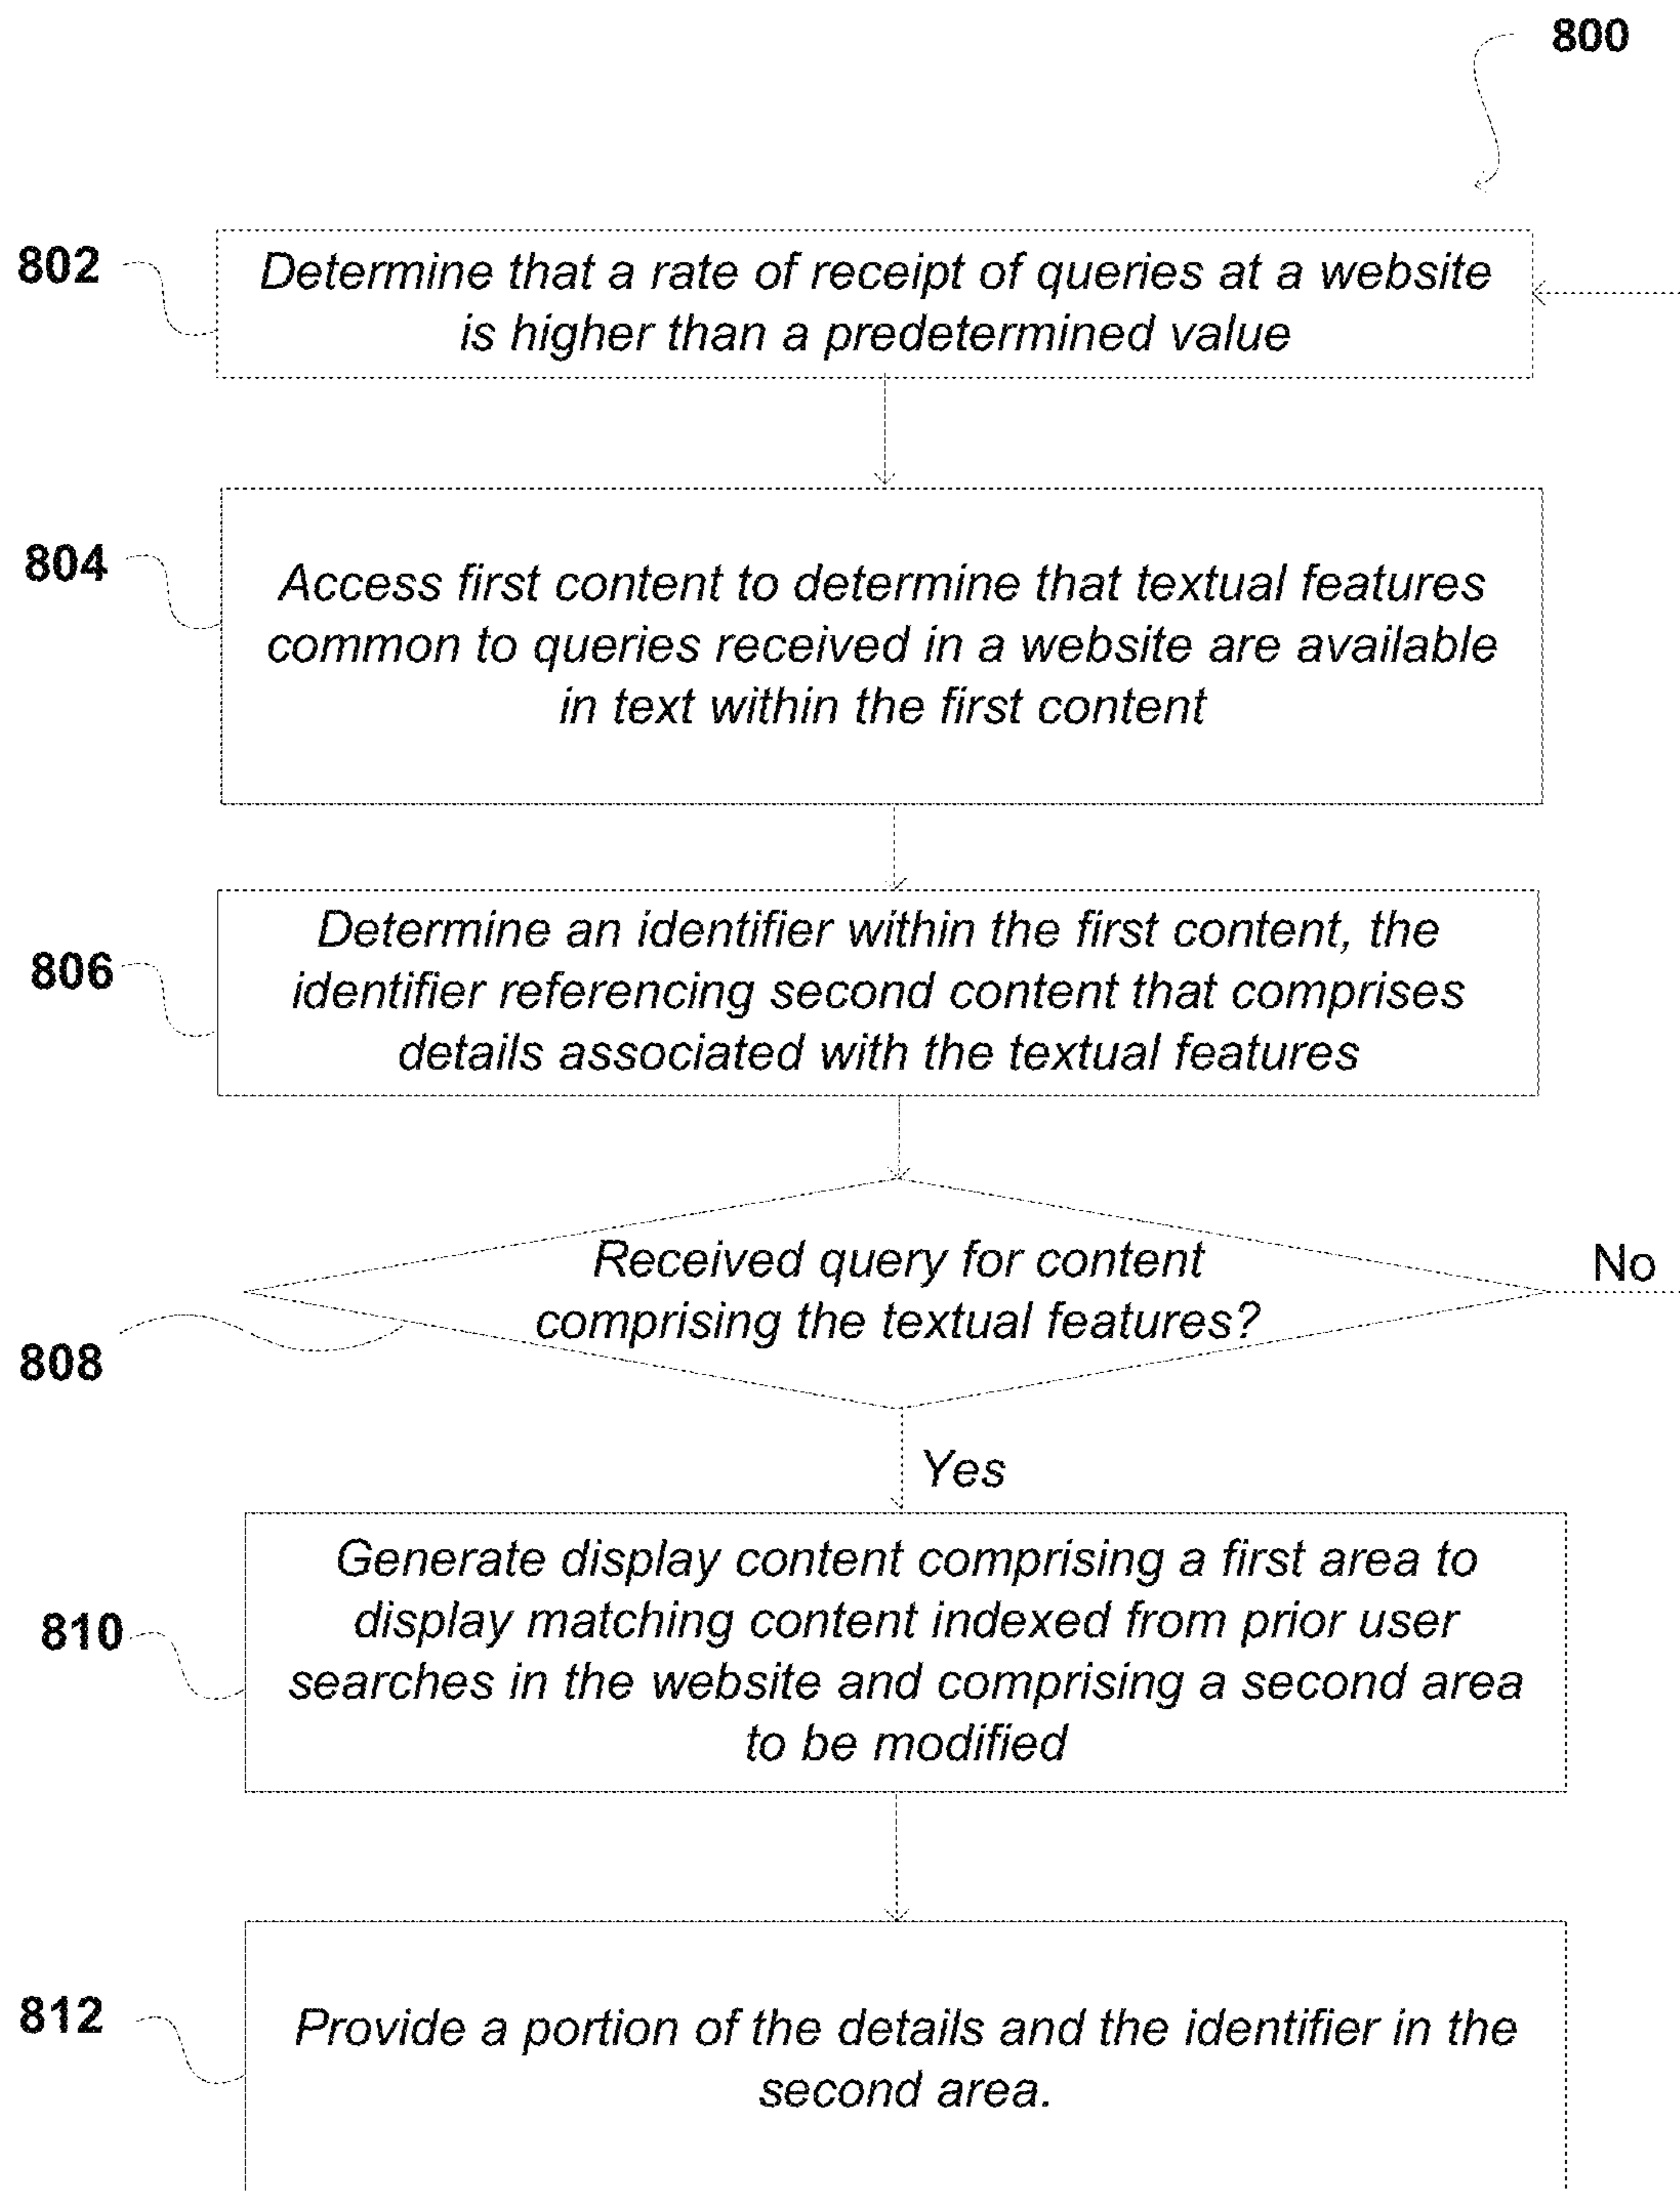 800
802
Determine that a rate of receipt of queries at a website
is higher than a predetermined value
804
Access first content to determine that textual features
common to queries received in a website are available
in text within the first content
806
Determine an identifier within the first content, the
identifier referencing second content that comprises
details associated with the textual features
808
Received query for content
comprising the textual features?
No
Yes
810
Generate display content comprising a first area to
display matching content indexed from prior user
searches in the website and comprising a second area
to be modified
812
Provide a portion of the details and the identifier in the
second area.